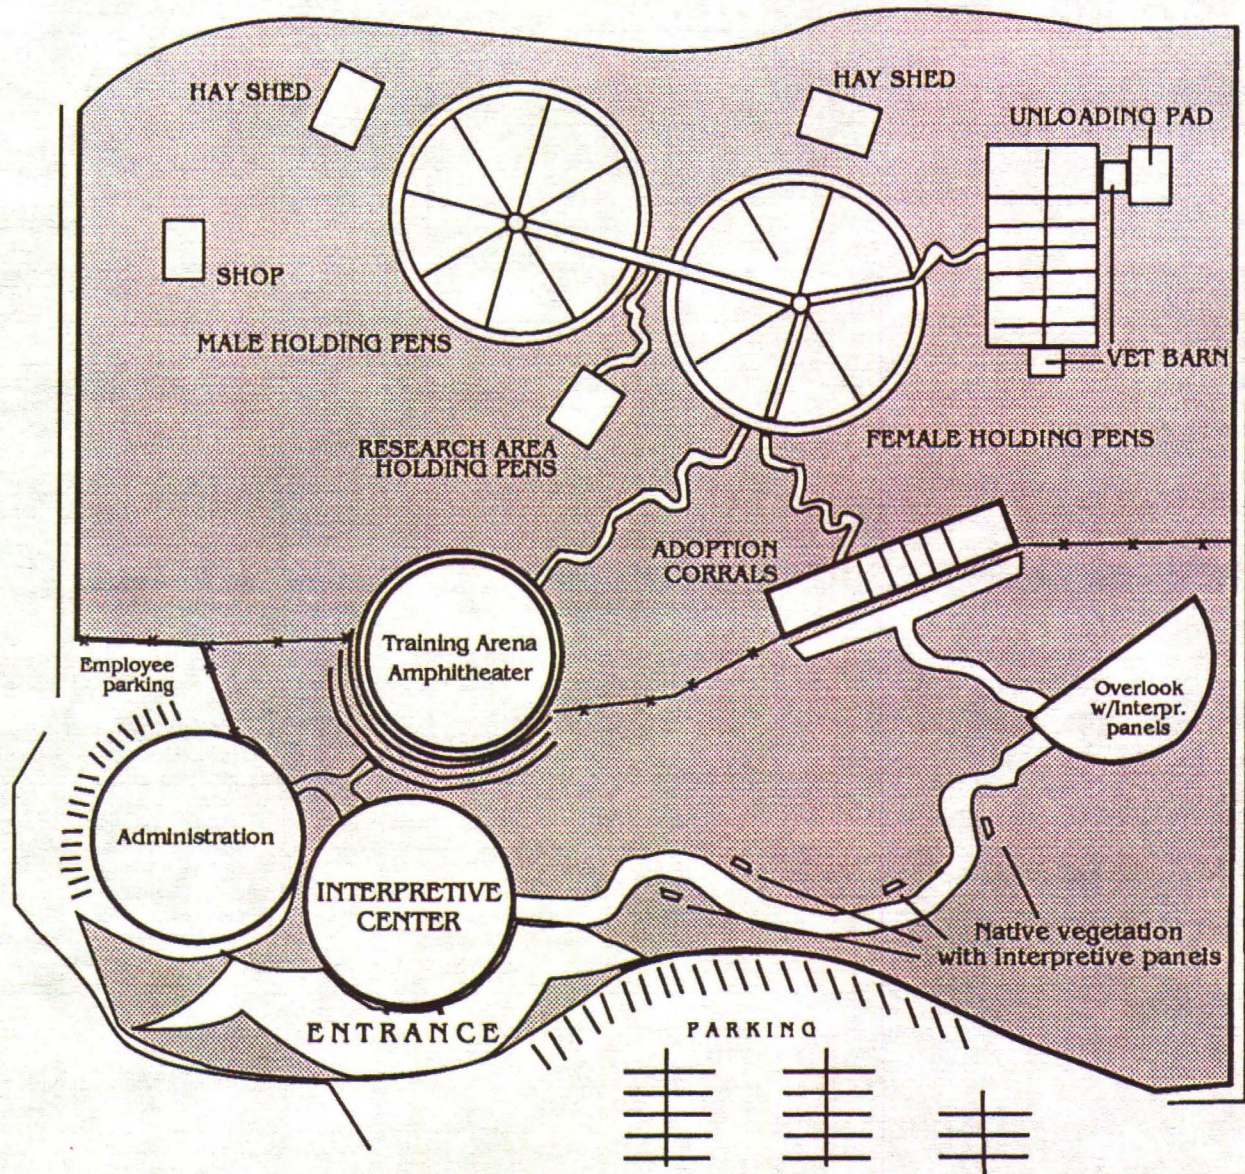 HAY SHED
HAY SHED
UNLOADING PAD
SHOP
MALE HOLDING PENS
VET BARN
RESEARCH AREA
HOLDING PENS
FEMALE HOLDING PENS
ADOPTION
CORRALS
Training Arena
Amphitheater
Employee
parking
Overlook
w/Interpr.
panels
Administration
INTERPRETIVE
CENTER
Native vegetation
with interpretive panels
ENTRANCE
PARKING